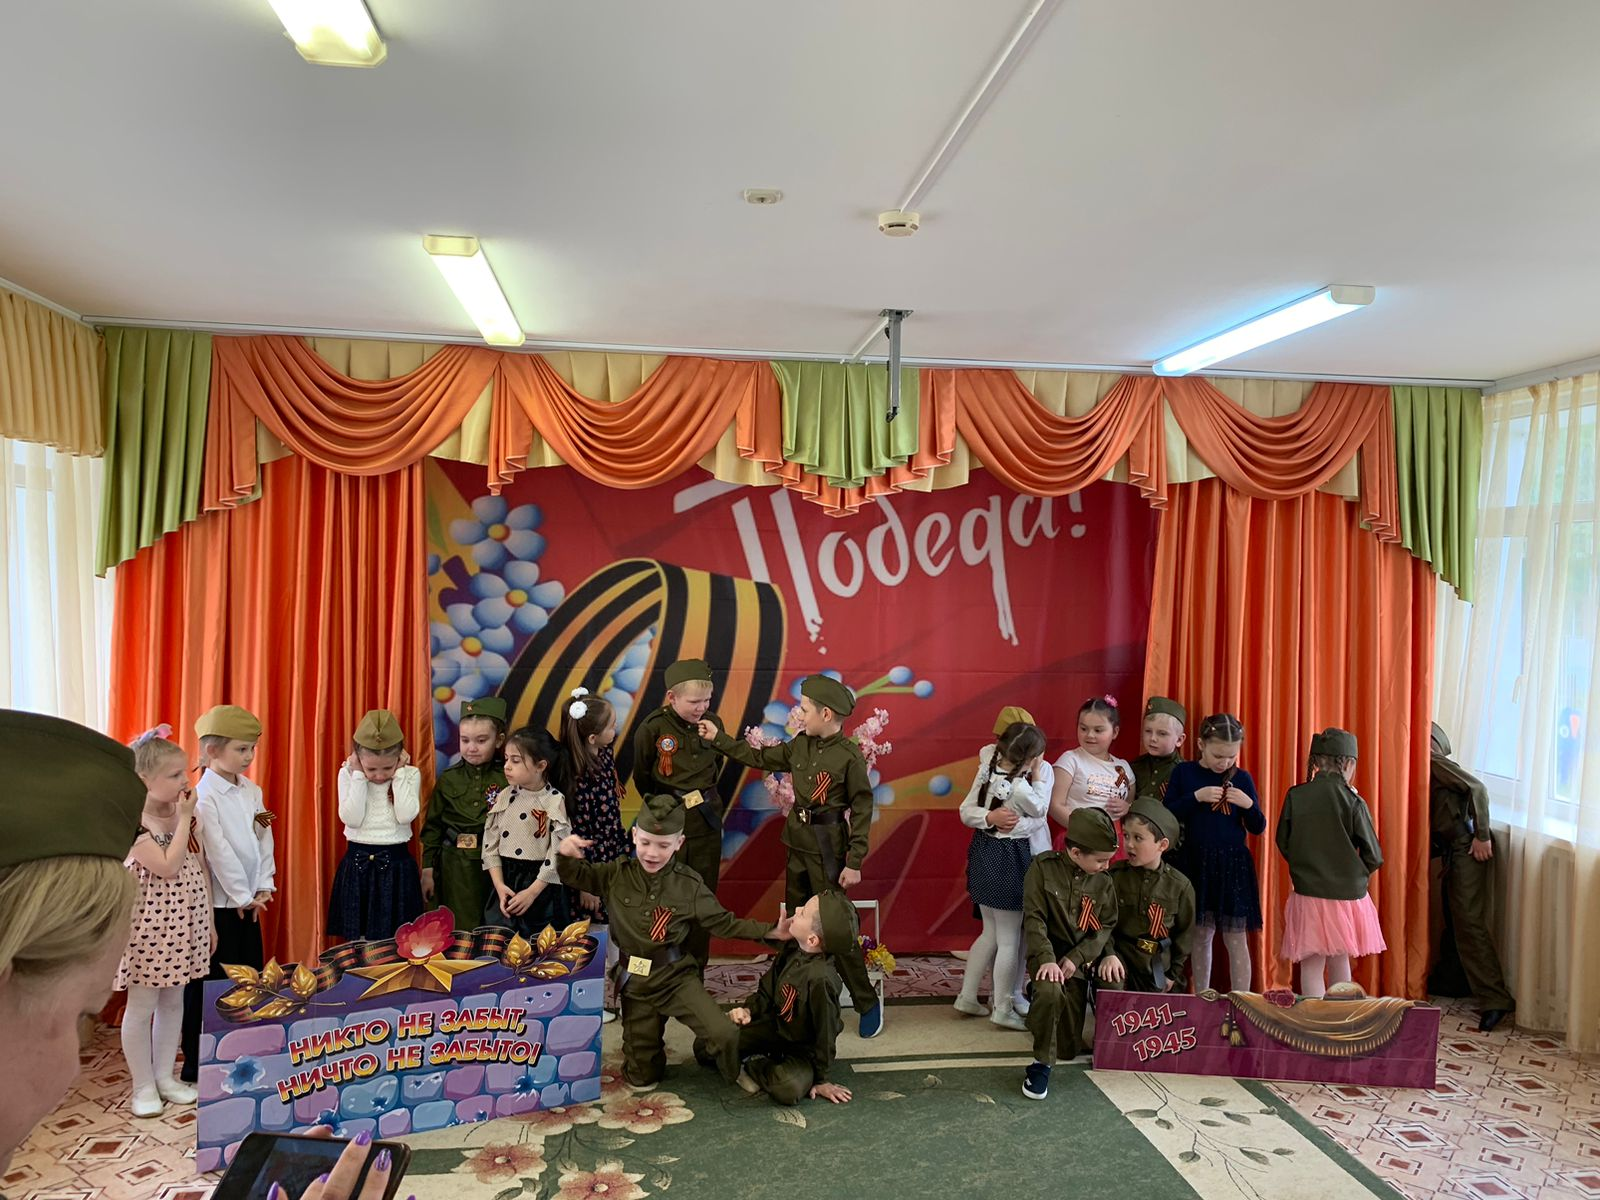 Победа!
НИКТО НЕ ЗАБЫТ,
НИЧТО НЕ ЗАБЫТО!
1941–
1945